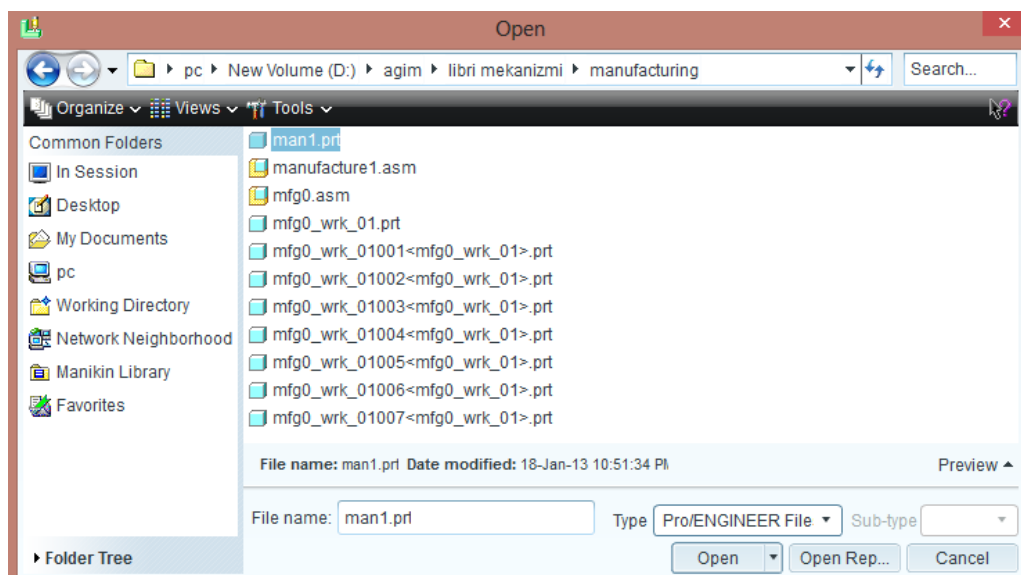 Open
pc New Volume (D:) agim libri mekanizmi manufacturing Search...
Organize Views Tools
Common Folders
In Session
Desktop
My Documents
pc
Working Directory
Network Neighborhood
Manikin Library
Favorites
Folder Tree
man1.prt
manufacture1.asm
mfg0.asm
mfg0_wrk_01.prt
mfg0_wrk_01001<mfg0_wrk_01>.prt
mfg0_wrk_01002<mfg0_wrk_01>.prt
mfg0_wrk_01003<mfg0_wrk_01>.prt
mfg0_wrk_01004<mfg0_wrk_01>.prt
mfg0_wrk_01005<mfg0_wrk_01>.prt
mfg0_wrk_01006<mfg0_wrk_01>.prt
mfg0_wrk_01007<mfg0_wrk_01>.prt
File name: man1.prt Date modified: 18-Jan-13 10:51:34 PM Preview
File name: man1.prt Type Pro/ENGINEER File Sub-type
Open Open Rep... Cancel